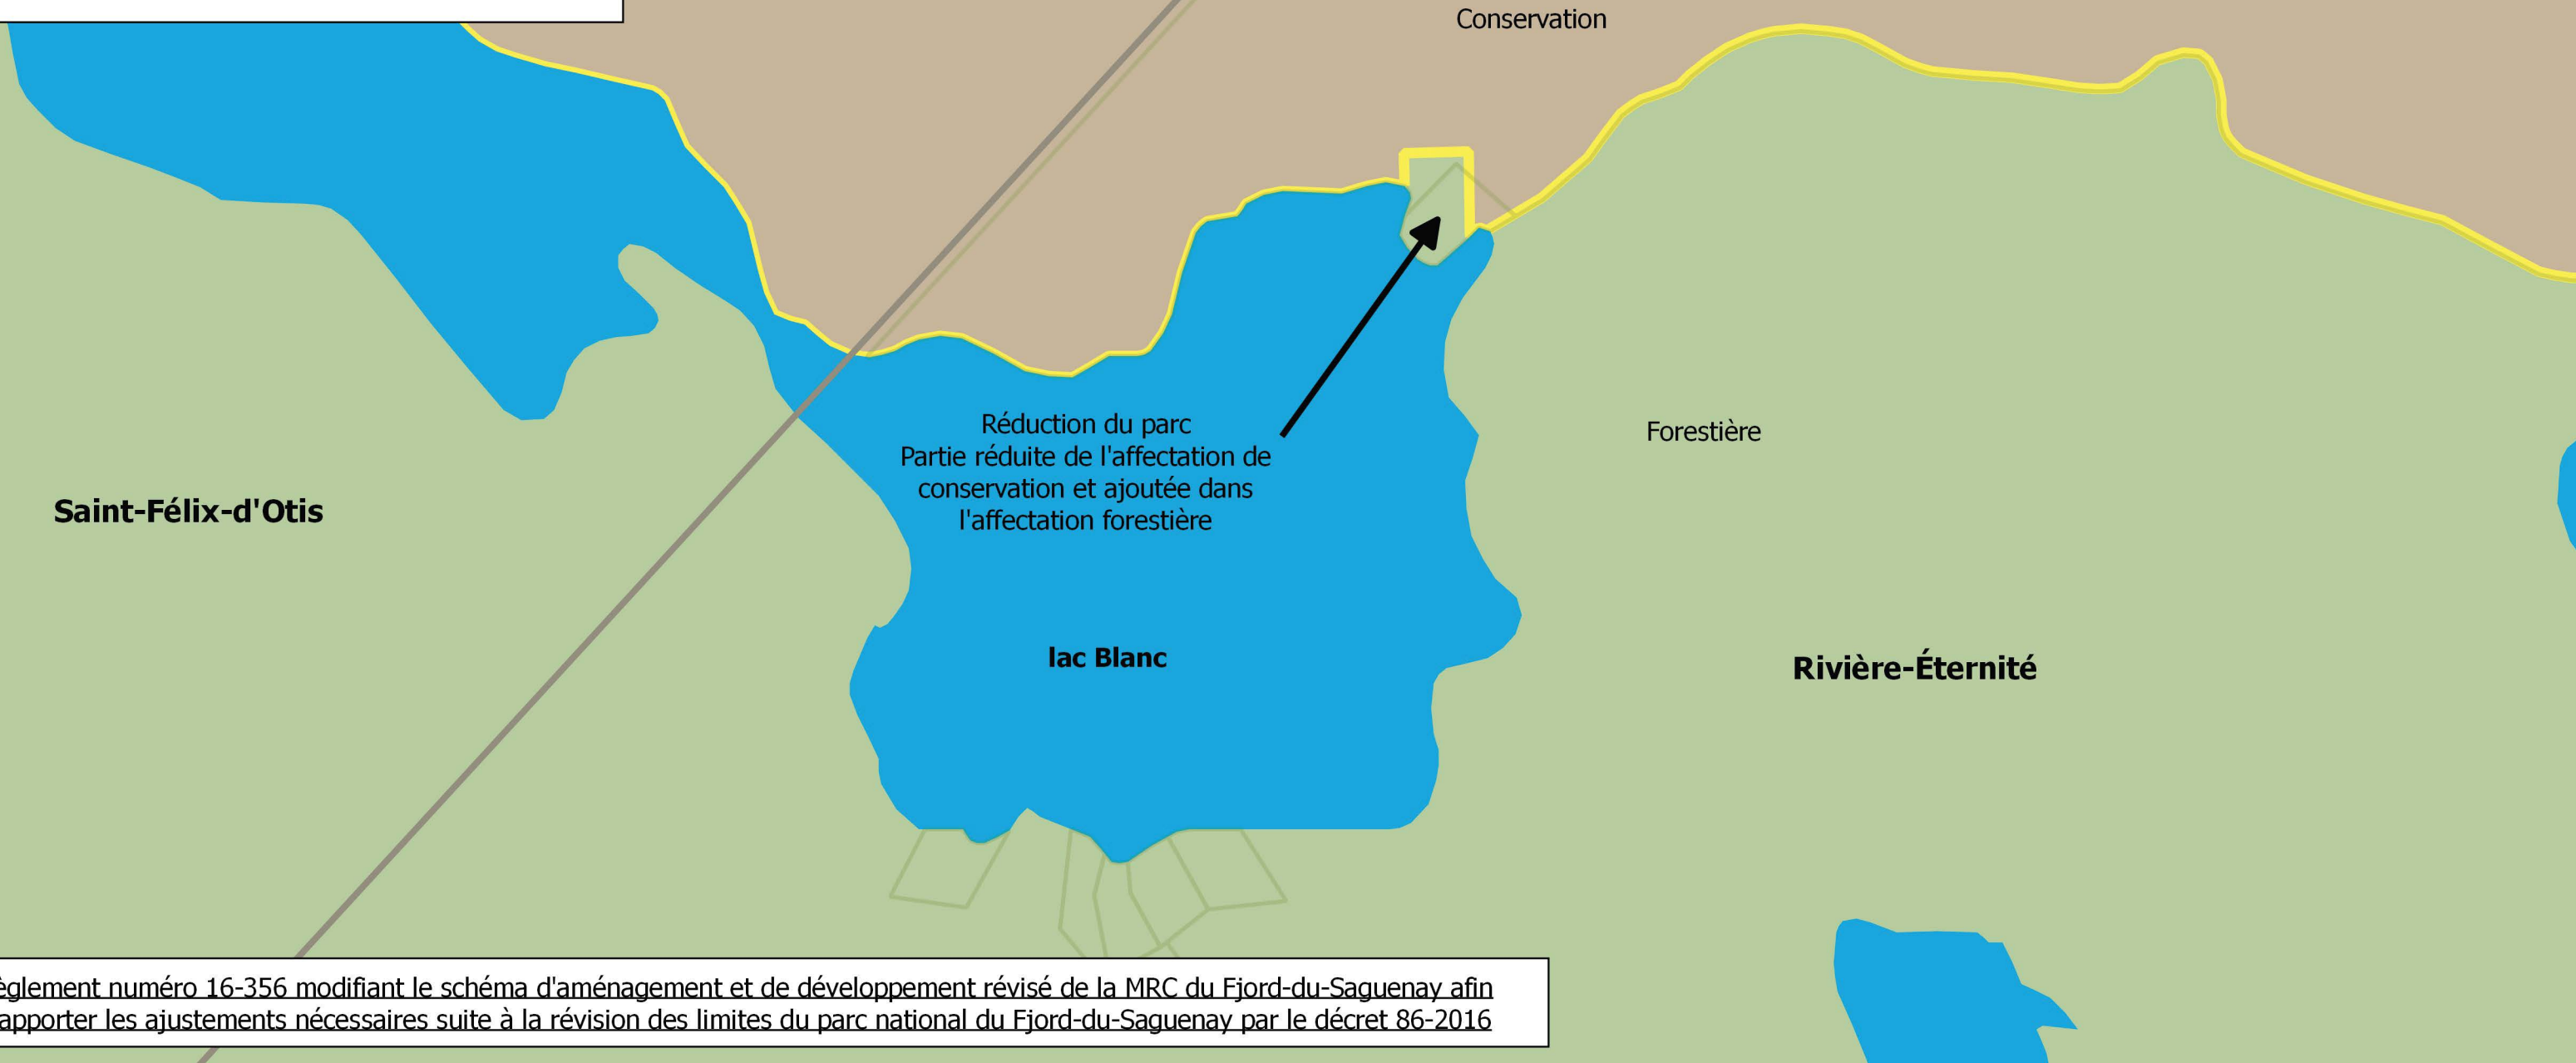 Conservation
Réduction du parc
Partie réduite de l'affectation de
conservation et ajoutée dans
l'affectation forestière
Forestière
Saint-Félix-d'Otis
lac Blanc
Rivière-Éternité
èglement numéro 16-356 modifiant le schéma d'aménagement et de développement révisé de la MRC du Fjord-du-Saguenay afin
apporter les ajustements nécessaires suite à la révision des limites du parc national du Fjord-du-Saguenay par le décret 86-2016